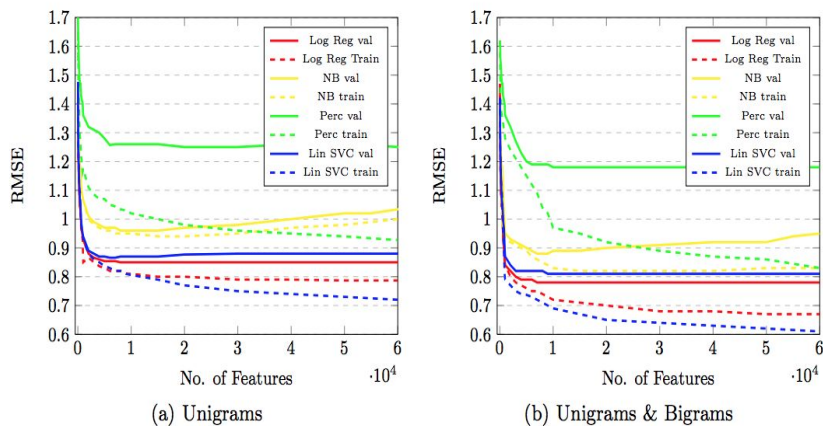 1.7
1.6
1.5
1.4
1.3
1.2
1.1
1
0.9
0.8
0.7
0.6
RMSE
Log Reg val
Log Reg Train
NB val
NB train
Perc val
Perc train
Lin SVC val
Lin SVC train
0 1 2 3 4 5 6
No. of Features
·10^4
(a) Unigrams
1.7
1.6
1.5
1.4
1.3
1.2
1.1
1
0.9
0.8
0.7
0.6
RMSE
Log Reg val
Log Reg Train
NB val
NB train
Perc val
Perc train
Lin SVC val
Lin SVC train
0 1 2 3 4 5 6
No. of Features
·10^4
(b) Unigrams & Bigrams